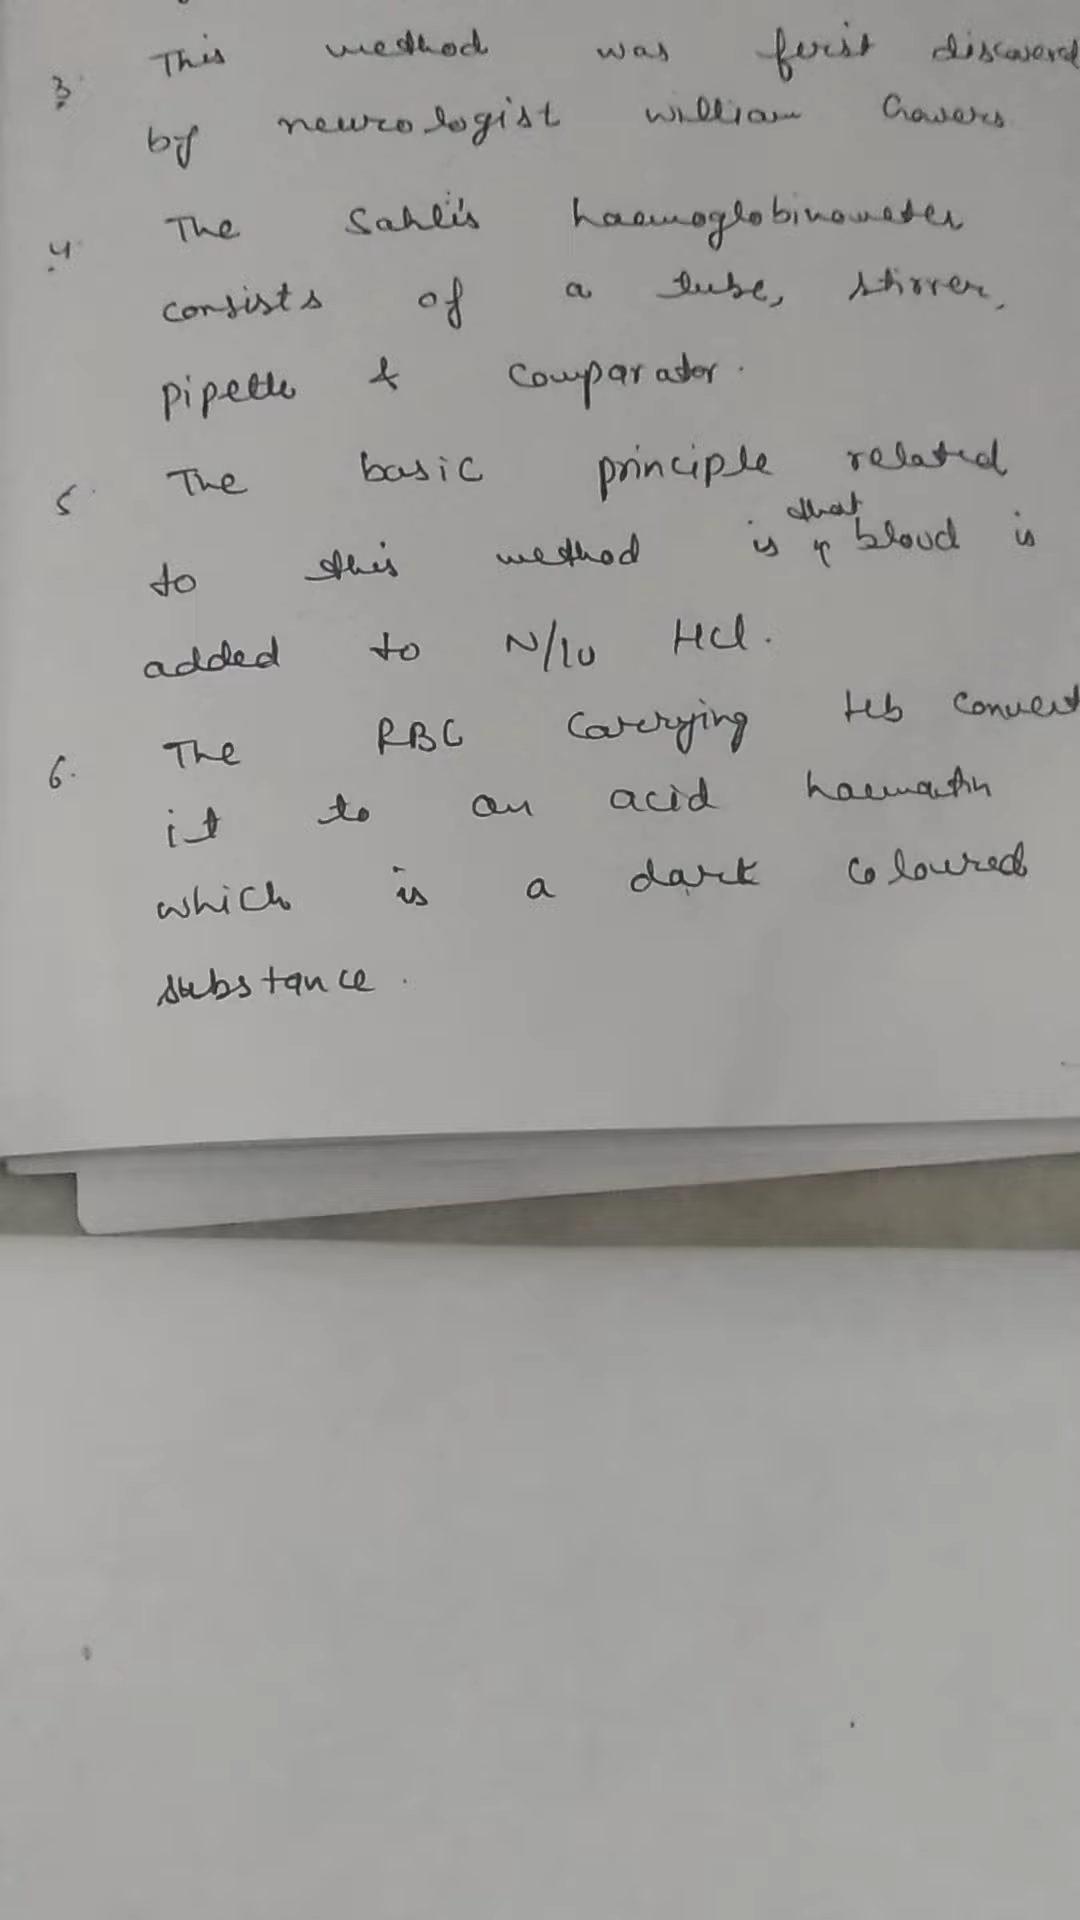 3. This method was first discovered
by neurologist william Gowers
4. The Sahli's haemoglobinometer
consists of a tube, stirrer,
pipette & comparator.
5. The basic principle related
to this method is that blood is
added to N/10 HCl.
6. The RBC carrying Hb convert
it to an acid haematin
which is a dark coloured
substance.